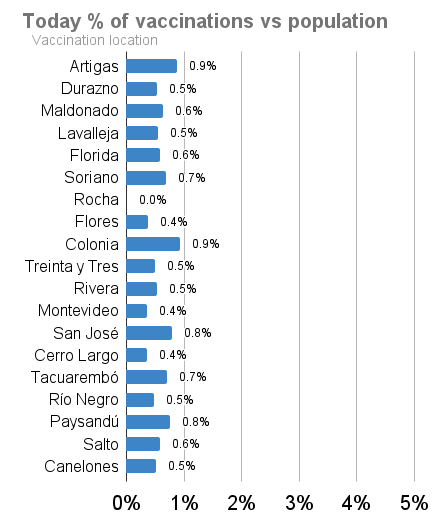 Today % of vaccinations vs population
Vaccination location
Artigas 0.9%
Durazno 0.5%
Maldonado 0.6%
Lavalleja 0.5%
Florida 0.6%
Soriano 0.7%
Rocha 0.0%
Flores 0.4%
Colonia 0.9%
Treinta y Tres 0.5%
Rivera 0.5%
Montevideo 0.4%
San José 0.8%
Cerro Largo 0.4%
Tacuarembó 0.7%
Río Negro 0.5%
Paysandú 0.8%
Salto 0.6%
Canelones 0.5%
0% 1% 2% 3% 4% 5%